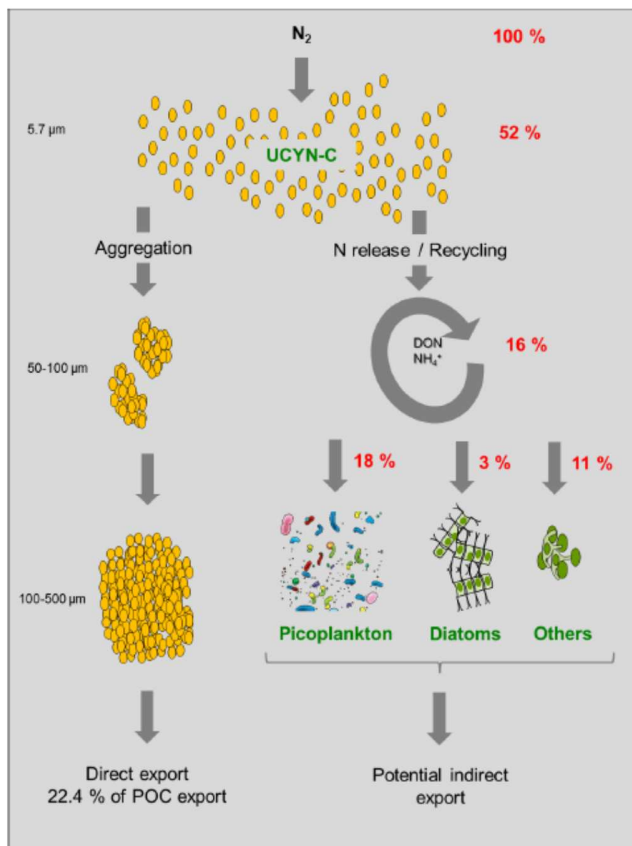 N₂
100 %
5.7 µm
52 %
UCYN-C
Aggregation
N release / Recycling
DON
NH₄⁺
16 %
50-100 µm
18 %
3 %
11 %
100-500 µm
Picoplankton
Diatoms
Others
Direct export
22.4 % of POC export
Potential indirect
export